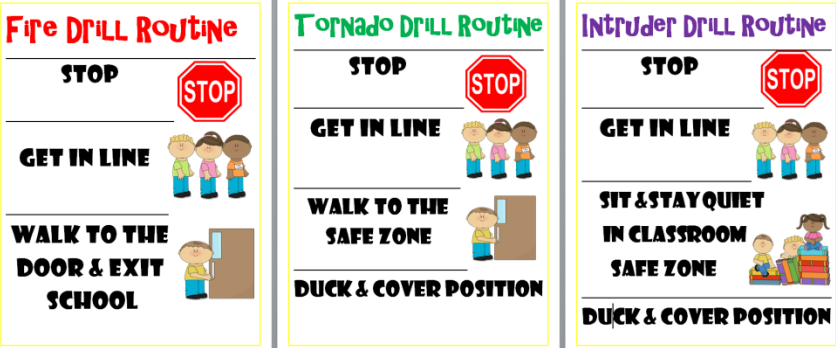 Fire Drill Routine
STOP
STOP
GET IN LINE
WALK TO THE
DOOR & EXIT
SCHOOL
Tornado Drill Routine
STOP
STOP
GET IN LINE
WALK TO THE
SAFE ZONE
DUCK & COVER POSITION
Intruder Drill Routine
STOP
STOP
GET IN LINE
SIT & STAY QUIET
IN CLASSROOM
SAFE ZONE
DUCK & COVER POSITION